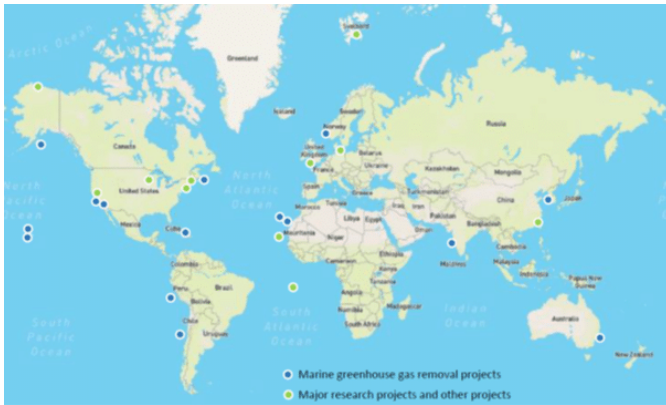 Svalbard
Arctic Ocean
Greenland
Iceland
Sweden
Norway
Russia
Canada
United Kingdom
Belarus
Ukraine
France
Kazakhstan
Mongolia
North Atlantic Ocean
United States
Spain
Greece
Turkmenistan
China
Japan
North Pacific Ocean
Morocco
Tunisia
Iraq
Iran
Pakistan
Mexico
Cuba
Libya
Egypt
Oman
Bangladesh
Mauritania
Niger
Cambodia
Colombia
Cameroon
Ethiopia
Kenya
Maldives
Malaysia
Indonesia
Papua New Guinea
Peru
Brazil
Tanzania
Bolivia
Angola
South Atlantic Ocean
Namibia
Madagascar
Indian Ocean
Chile
South Africa
Australia
South Pacific Ocean
Uruguay
New Zealand
Marine greenhouse gas removal projects
Major research projects and other projects